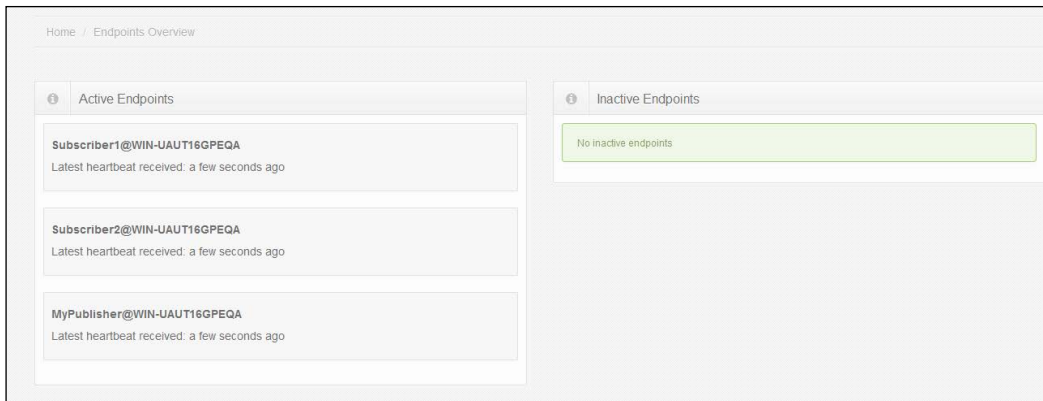 Home / Endpoints Overview
Active Endpoints
Subscriber1@WIN-UAUT16GPEQA
Latest heartbeat received: a few seconds ago
Subscriber2@WIN-UAUT16GPEQA
Latest heartbeat received: a few seconds ago
MyPublisher@WIN-UAUT16GPEQA
Latest heartbeat received: a few seconds ago
Inactive Endpoints
No inactive endpoints